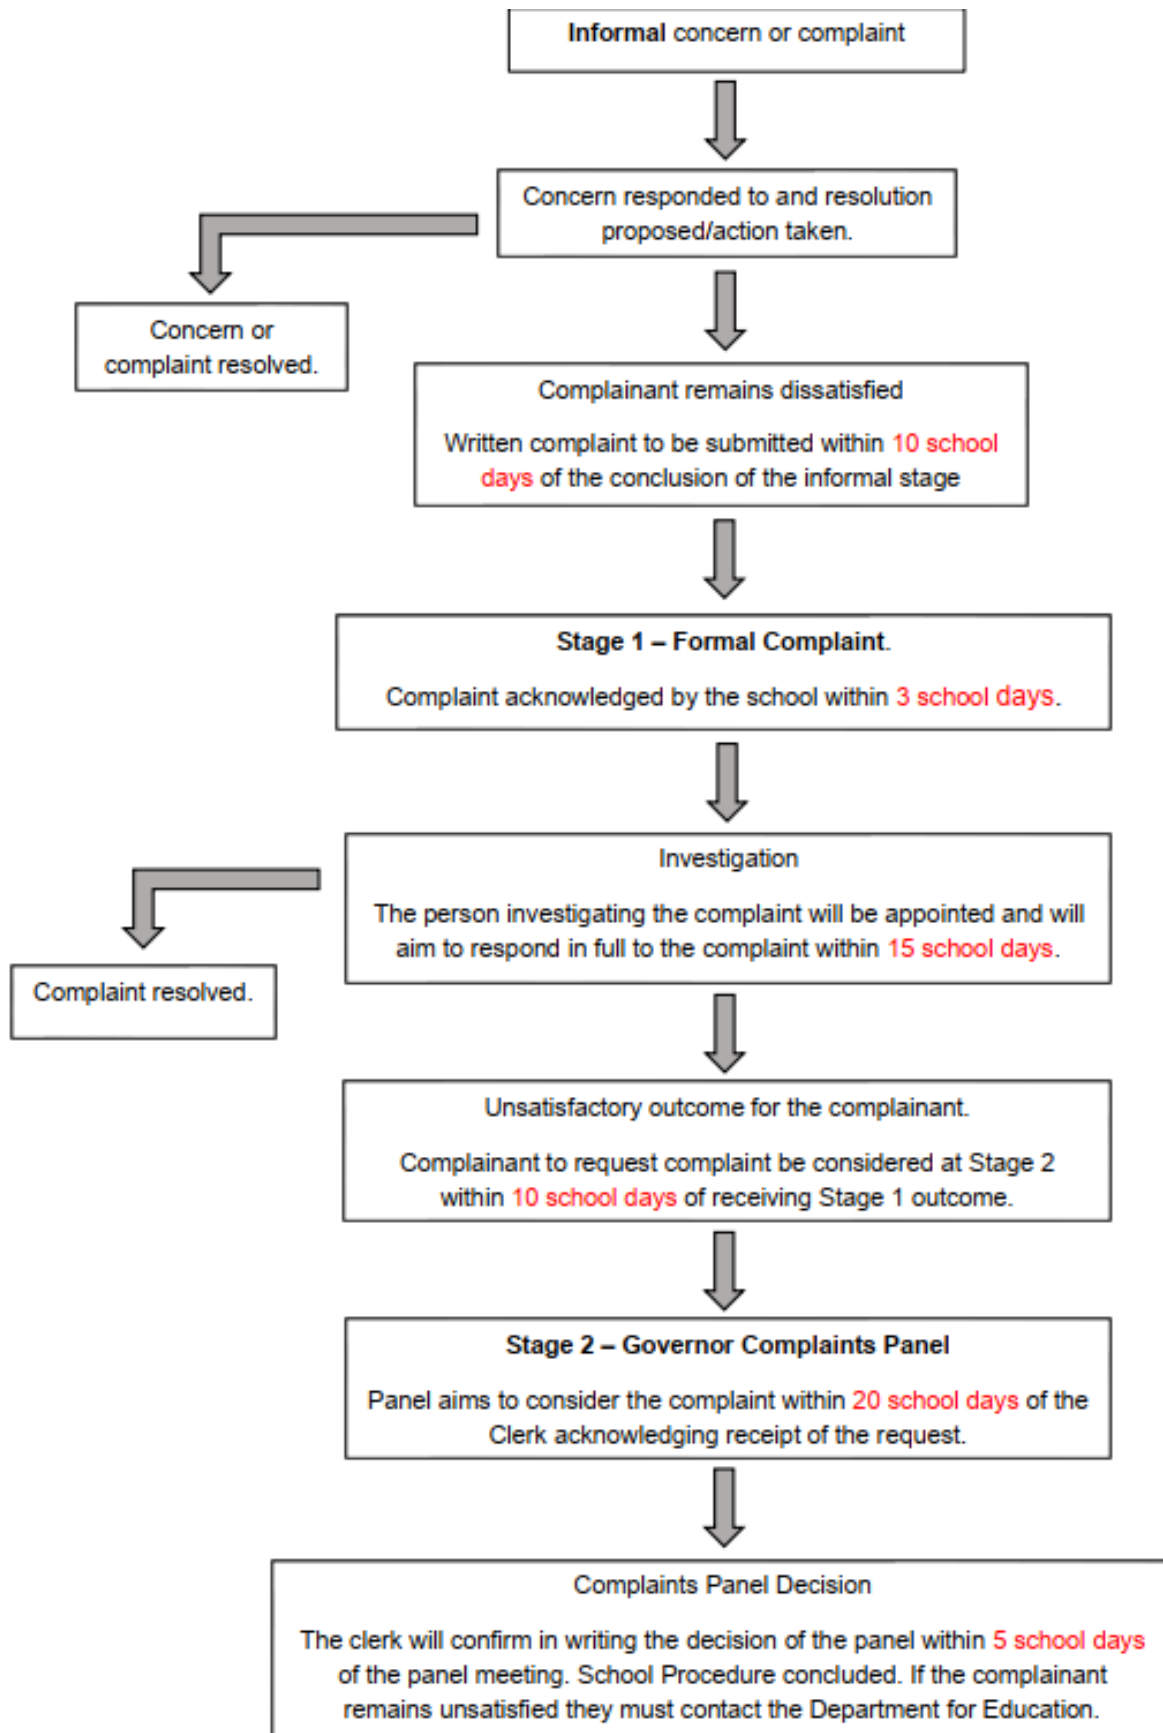 Informal concern or complaint
Concern responded to and resolution
proposed/action taken.
Concern or
complaint resolved.
Complainant remains dissatisfied
Written complaint to be submitted within 10 school
days of the conclusion of the informal stage
Stage 1 – Formal Complaint.
Complaint acknowledged by the school within 3 school days.
Investigation
The person investigating the complaint will be appointed and will
aim to respond in full to the complaint within 15 school days.
Complaint resolved.
Unsatisfactory outcome for the complainant.
Complainant to request complaint be considered at Stage 2
within 10 school days of receiving Stage 1 outcome.
Stage 2 – Governor Complaints Panel
Panel aims to consider the complaint within 20 school days of the
Clerk acknowledging receipt of the request.
Complaints Panel Decision
The clerk will confirm in writing the decision of the panel within 5 school days
of the panel meeting. School Procedure concluded. If the complainant
remains unsatisfied they must contact the Department for Education.